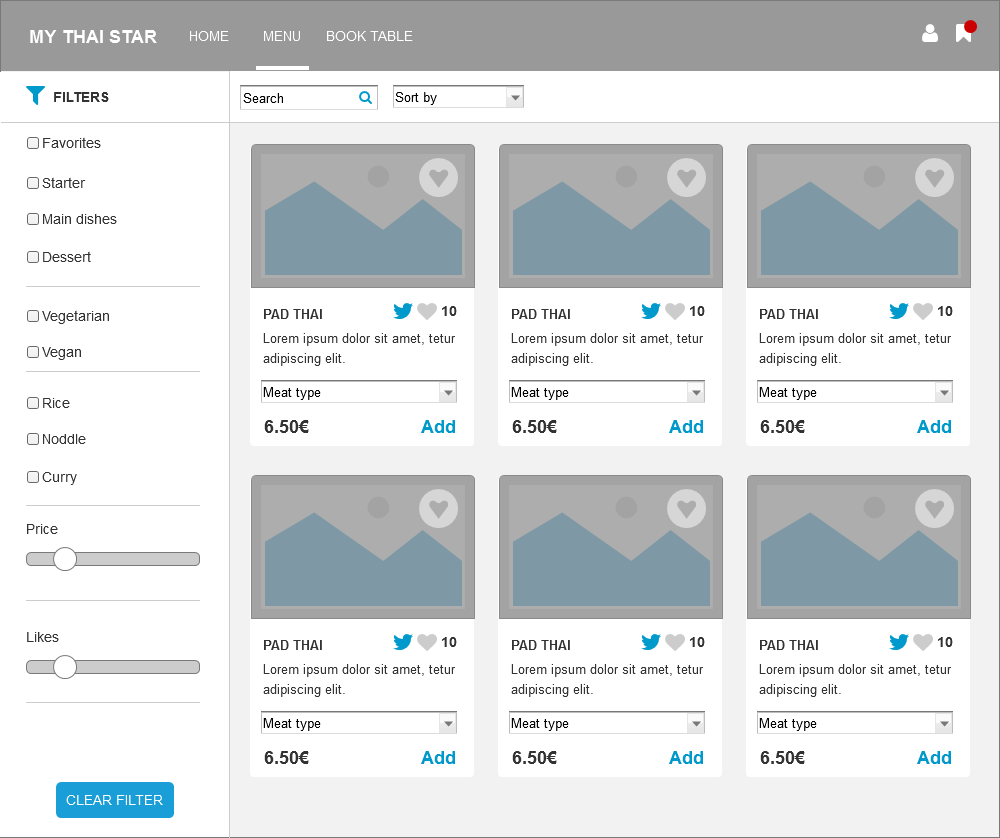 MY THAI STAR HOME MENU BOOK TABLE
FILTERS
Search
Sort by
Favorites
Starter
Main dishes
Dessert
Vegetarian
Vegan
Rice
Noddle
Curry
Price
Likes
CLEAR FILTER
PAD THAI 10
Lorem ipsum dolor sit amet, tetur
adipiscing elit.
Meat type
6.50€ Add
PAD THAI 10
Lorem ipsum dolor sit amet, tetur
adipiscing elit.
Meat type
6.50€ Add
PAD THAI 10
Lorem ipsum dolor sit amet, tetur
adipiscing elit.
Meat type
6.50€ Add
PAD THAI 10
Lorem ipsum dolor sit amet, tetur
adipiscing elit.
Meat type
6.50€ Add
PAD THAI 10
Lorem ipsum dolor sit amet, tetur
adipiscing elit.
Meat type
6.50€ Add
PAD THAI 10
Lorem ipsum dolor sit amet, tetur
adipiscing elit.
Meat type
6.50€ Add